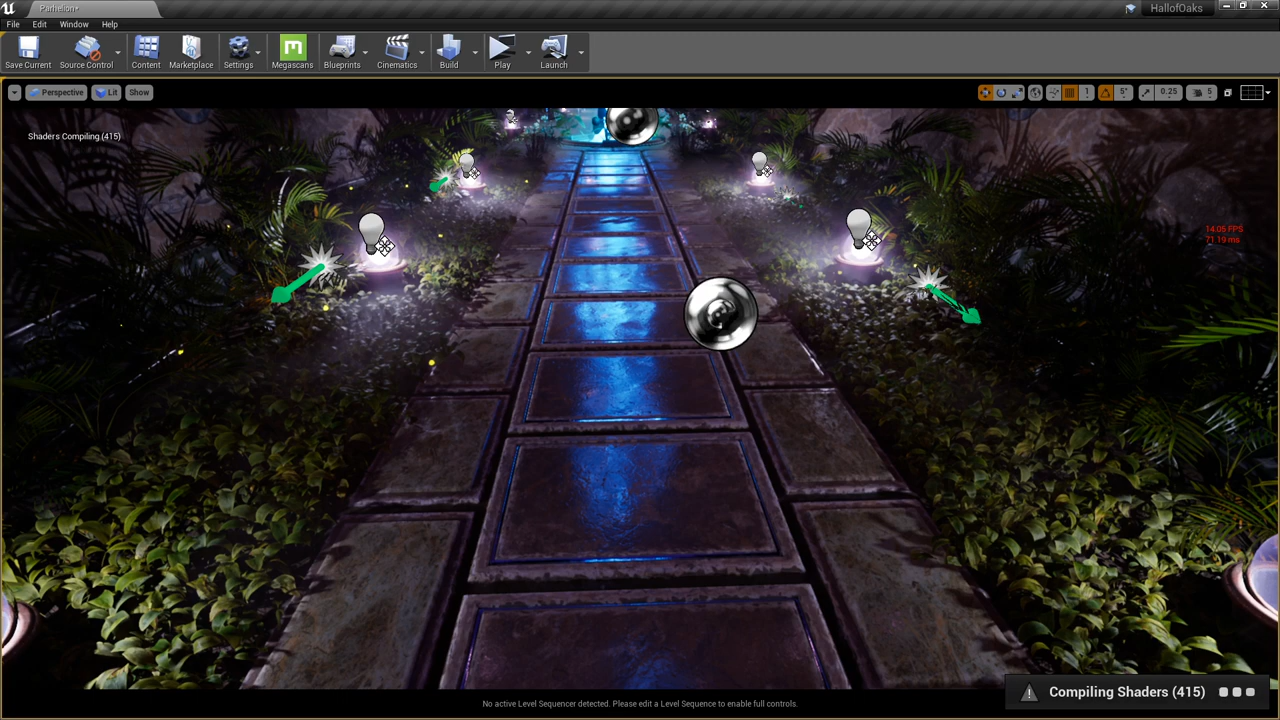 Parhelion*
HallofOaks
File Edit Window Help
Save Current Source Control Content Marketplace Settings Megascans Blueprints Cinematics Build Play Launch
Perspective Lit Show 1 5° 0.25 5
Shaders Compiling (415)
14.05 FPS
71.19 ms
Compiling Shaders (415)
No active Level Sequencer detected. Please edit a Level Sequence to enable full controls.